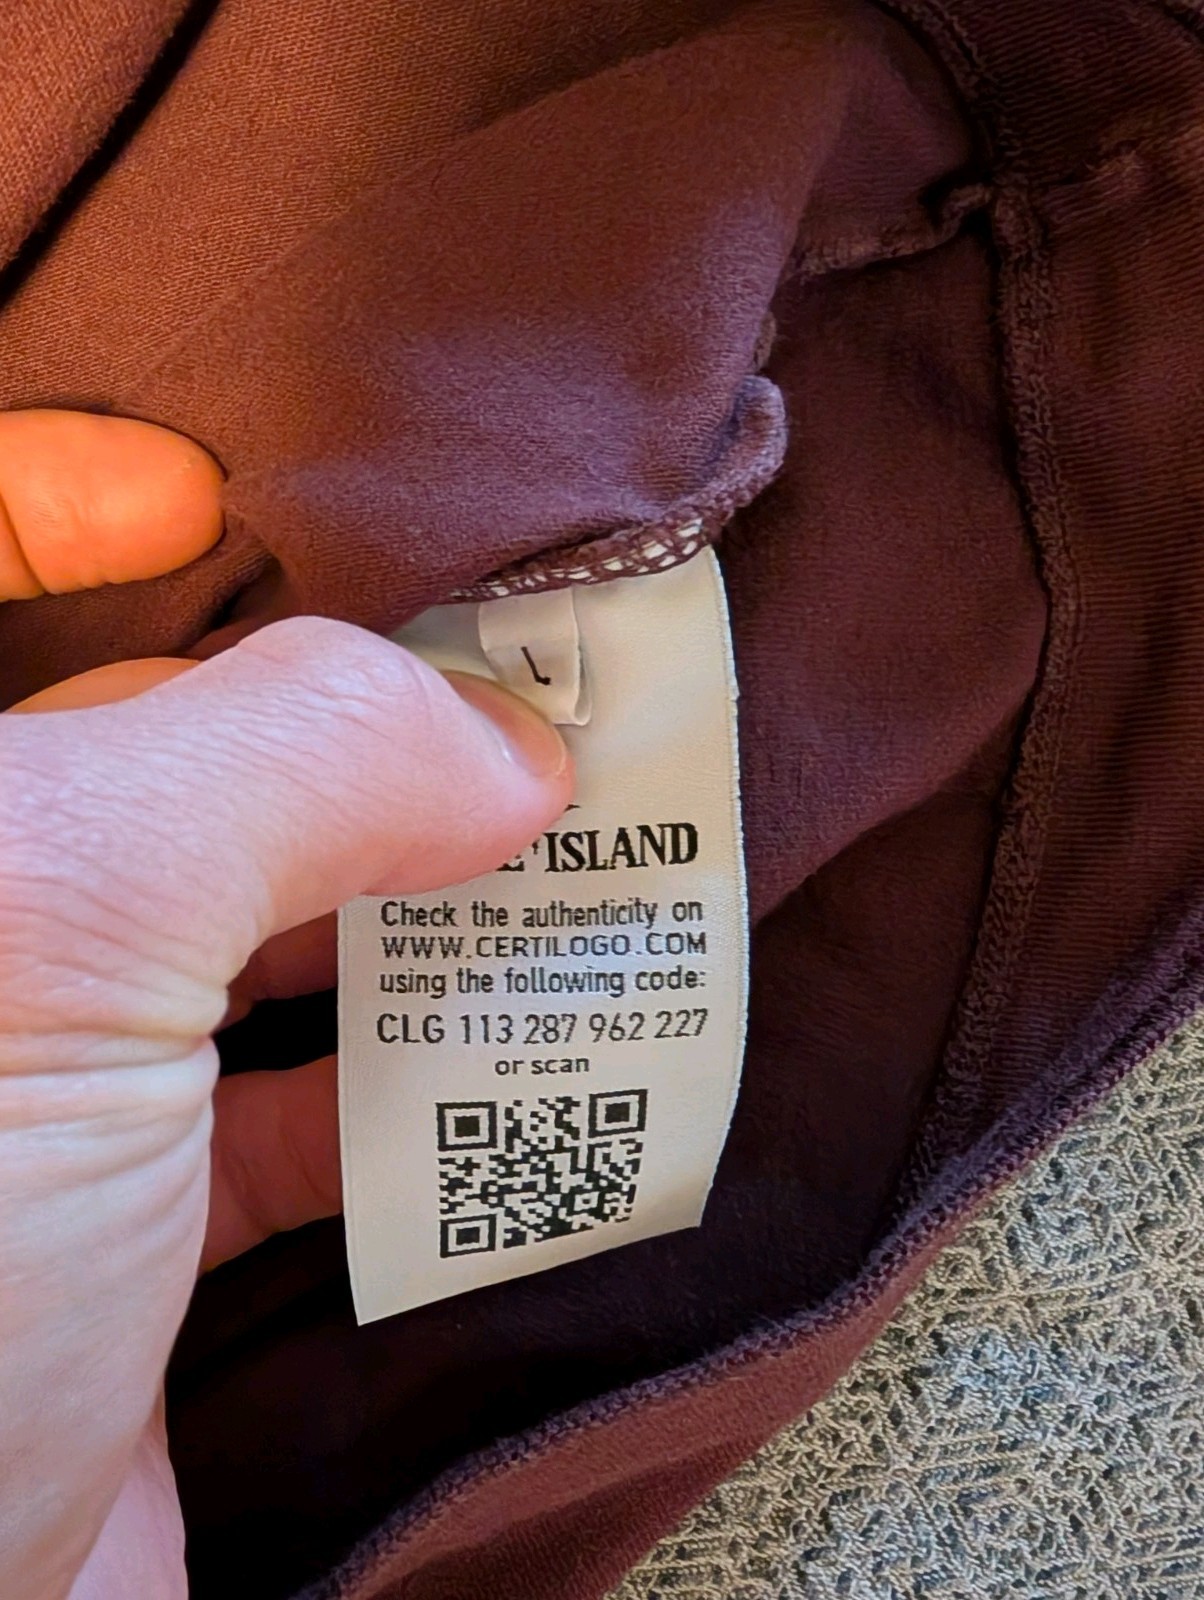 L
ISLAND
Check the authenticity on
WWW.CERTILOGO.COM
using the following code:
CLG 113 287 962 227
or scan